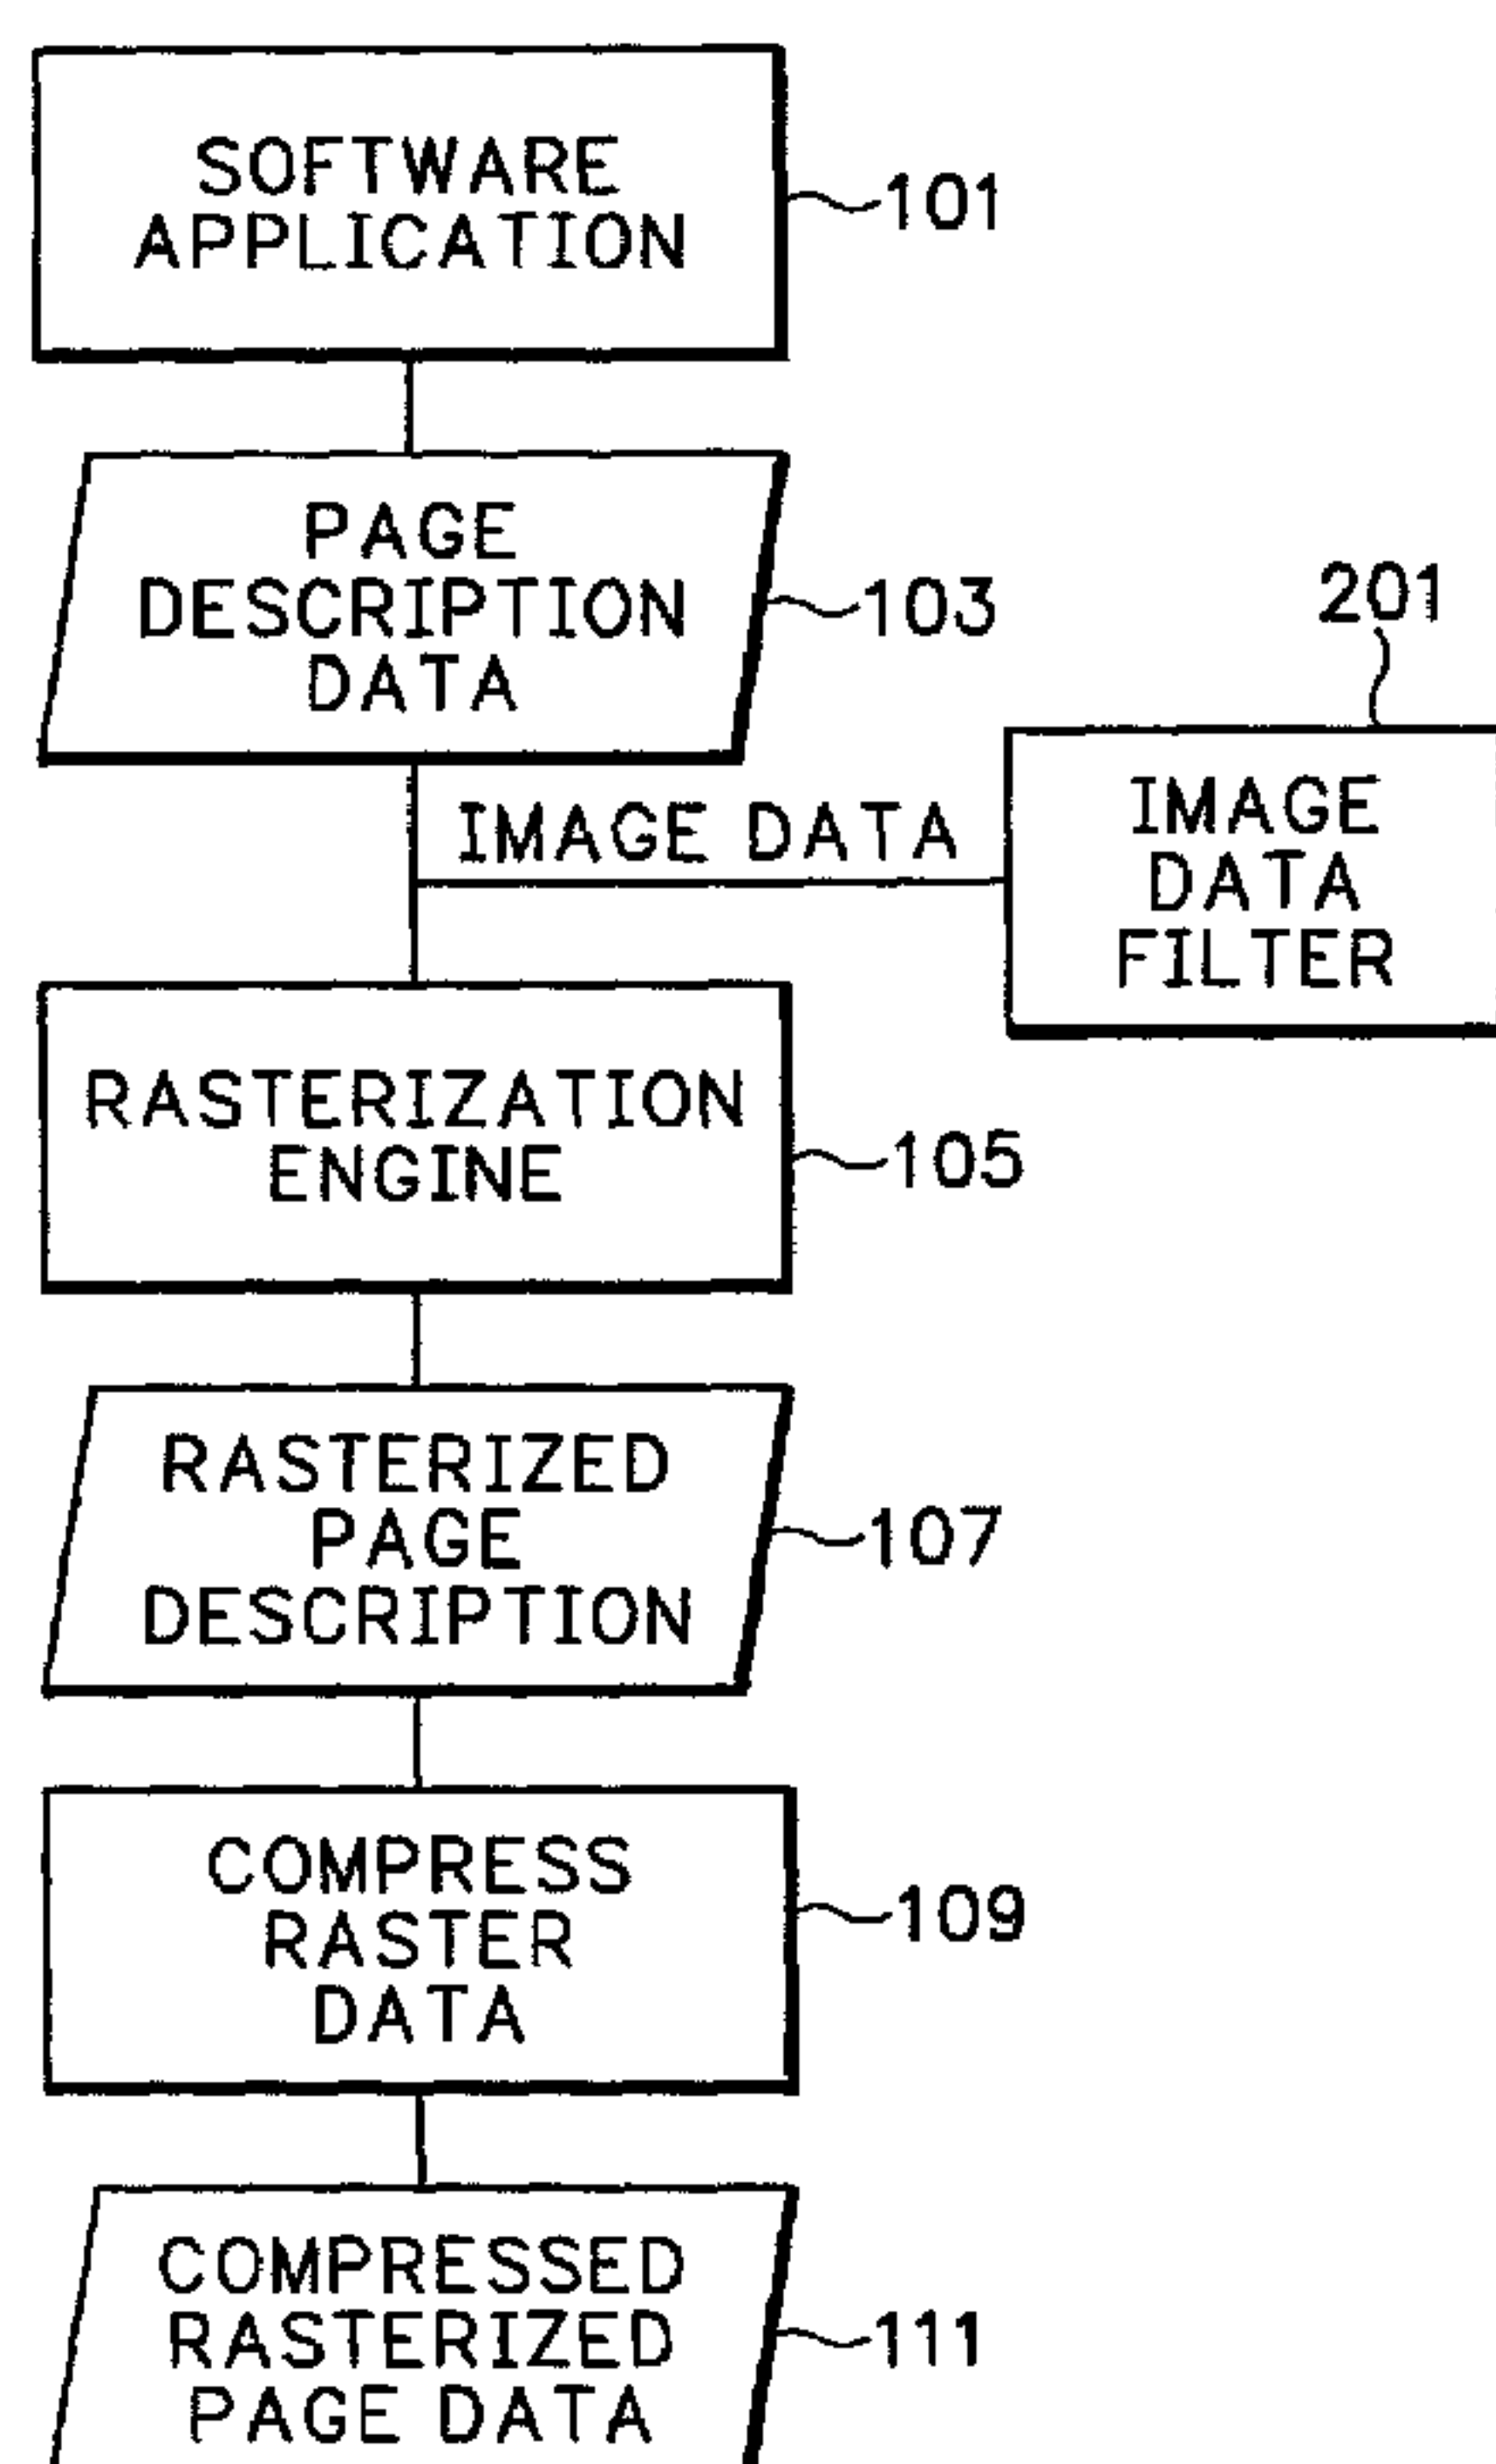 SOFTWARE
APPLICATION
101
PAGE
DESCRIPTION
DATA
103
201
IMAGE DATA
IMAGE
DATA
FILTER
RASTERIZATION
ENGINE
105
RASTERIZED
PAGE
DESCRIPTION
107
COMPRESS
RASTER
DATA
109
COMPRESSED
RASTERIZED
PAGE DATA
111